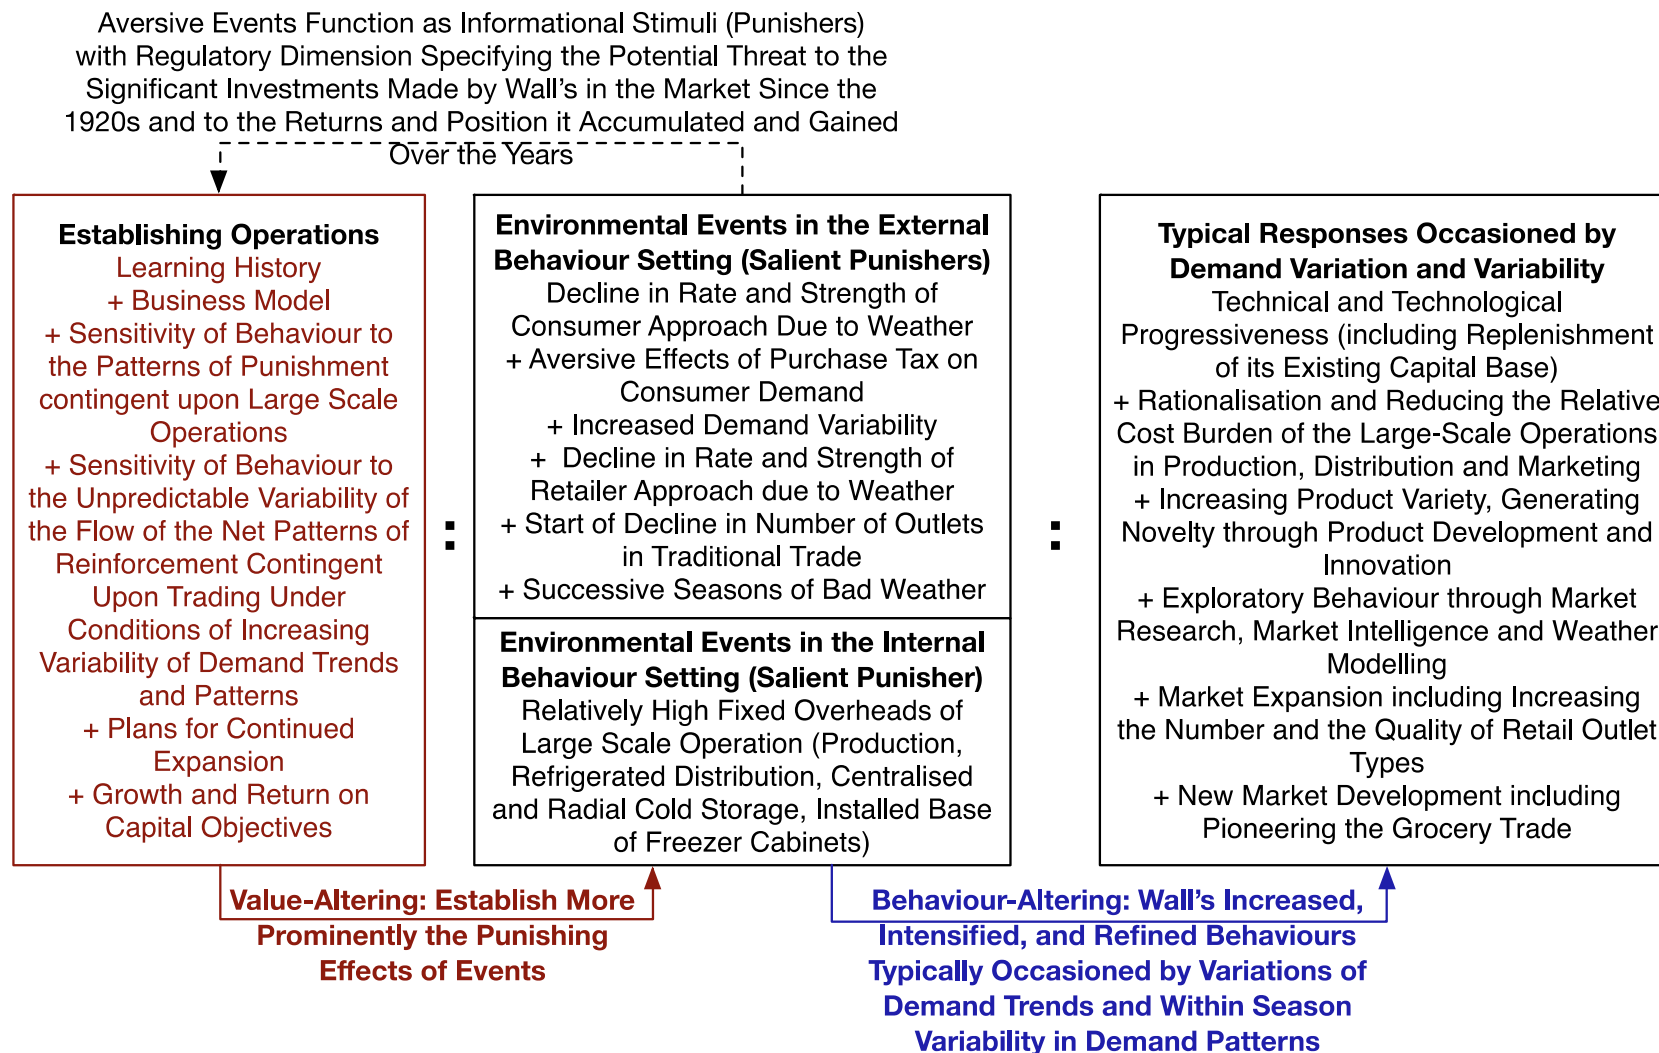 Aversive Events Function as Informational Stimuli (Punishers)
with Regulatory Dimension Specifying the Potential Threat to the
Significant Investments Made by Wall's in the Market Since the
1920s and to the Returns and Position it Accumulated and Gained
Over the Years
Establishing Operations
Learning History
+ Business Model
+ Sensitivity of Behaviour to
the Patterns of Punishment
contingent upon Large Scale
Operations
+ Sensitivity of Behaviour to
the Unpredictable Variability of
the Flow of the Net Patterns of
Reinforcement Contingent
Upon Trading Under
Conditions of Increasing
Variability of Demand Trends
and Patterns
+ Plans for Continued
Expansion
+ Growth and Return on
Capital Objectives
:
Environmental Events in the External
Behaviour Setting (Salient Punishers)
Decline in Rate and Strength of
Consumer Approach Due to Weather
+ Aversive Effects of Purchase Tax on
Consumer Demand
+ Increased Demand Variability
+ Decline in Rate and Strength of
Retailer Approach due to Weather
+ Start of Decline in Number of Outlets
in Traditional Trade
+ Successive Seasons of Bad Weather
Environmental Events in the Internal
Behaviour Setting (Salient Punisher)
Relatively High Fixed Overheads of
Large Scale Operation (Production,
Refrigerated Distribution, Centralised
and Radial Cold Storage, Installed Base
of Freezer Cabinets)
:
Typical Responses Occasioned by
Demand Variation and Variability
Technical and Technological
Progressiveness (including Replenishment
of its Existing Capital Base)
+ Rationalisation and Reducing the Relative
Cost Burden of the Large-Scale Operations
in Production, Distribution and Marketing
+ Increasing Product Variety, Generating
Novelty through Product Development and
Innovation
+ Exploratory Behaviour through Market
Research, Market Intelligence and Weather
Modelling
+ Market Expansion including Increasing
the Number and the Quality of Retail Outlet
Types
+ New Market Development including
Pioneering the Grocery Trade
Value-Altering: Establish More
Prominently the Punishing
Effects of Events
Behaviour-Altering: Wall's Increased,
Intensified, and Refined Behaviours
Typically Occasioned by Variations of
Demand Trends and Within Season
Variability in Demand Patterns